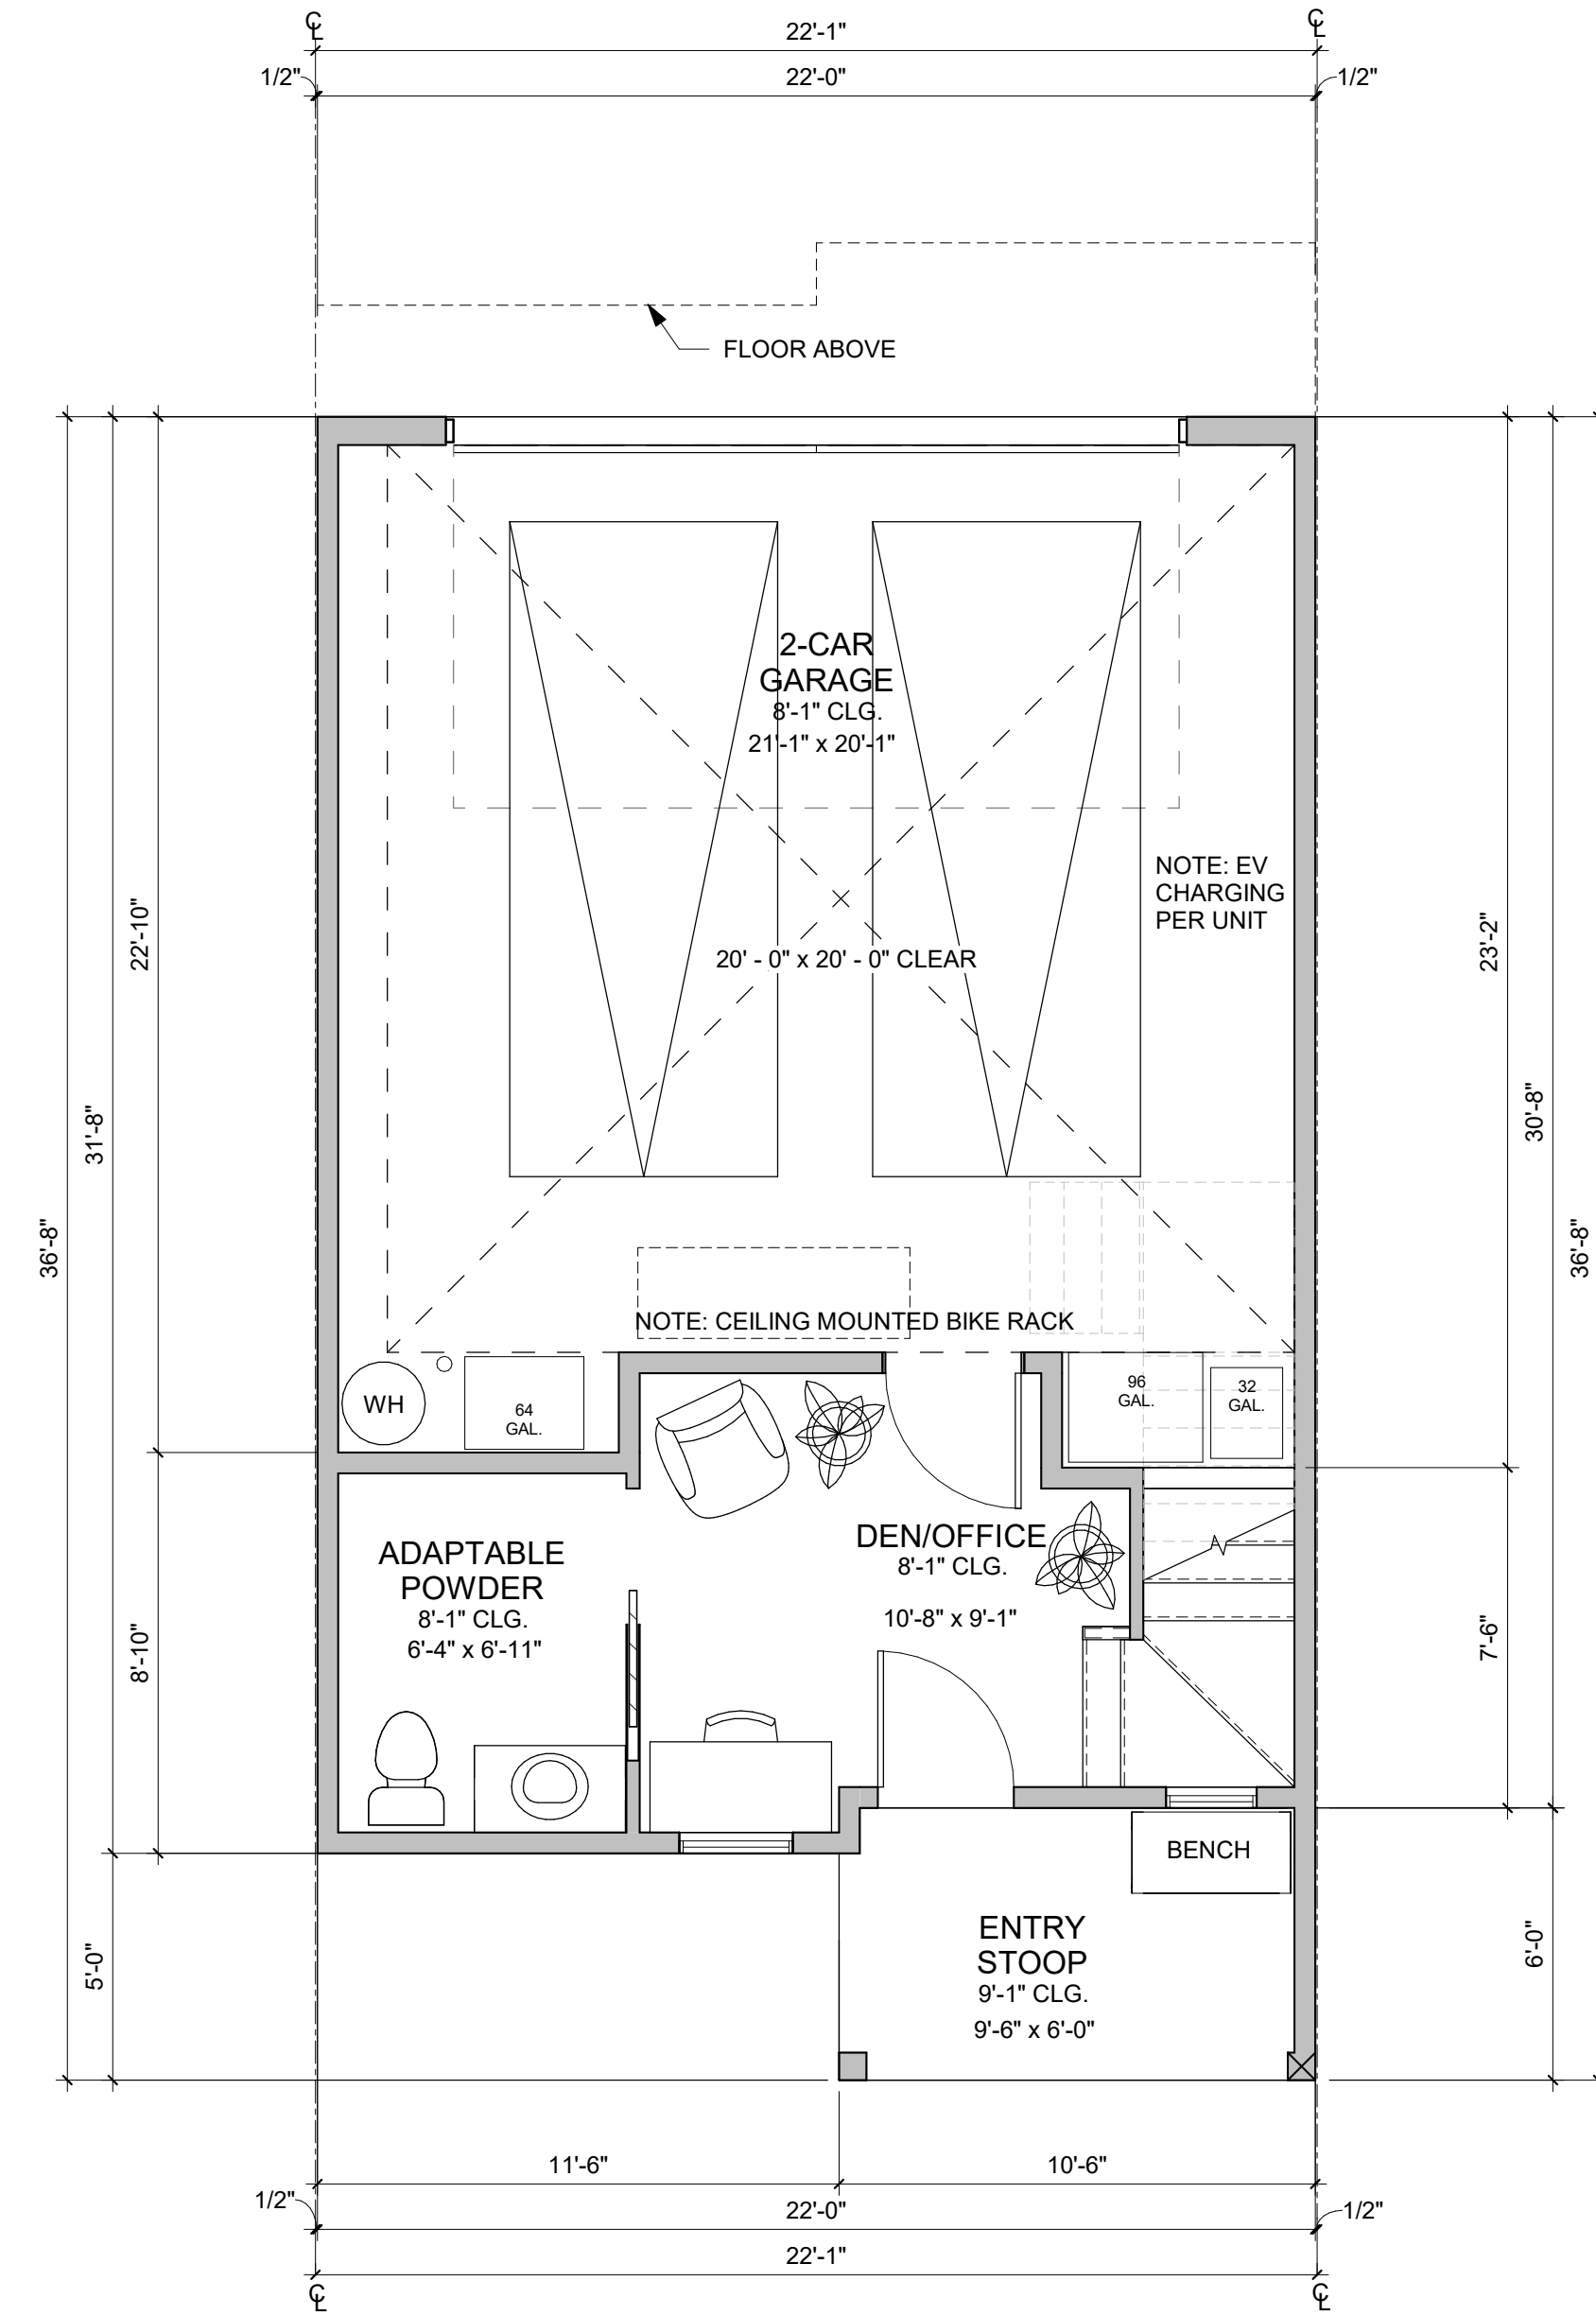 ℄ ℄
22'-1"
1/2" 22'-0" 1/2"
FLOOR ABOVE
2-CAR
GARAGE
8'-1" CLG.
21'-1" x 20'-1"
NOTE: EV
CHARGING
PER UNIT
20' - 0" x 20' - 0" CLEAR
22'-10"
23'-2"
31'-8"
30'-8"
36'-8"
36'-8"
NOTE: CEILING MOUNTED BIKE RACK
WH
64
GAL.
96
GAL.
32
GAL.
ADAPTABLE
POWDER
8'-1" CLG.
6'-4" x 6'-11"
DEN/OFFICE
8'-1" CLG.
10'-8" x 9'-1"
8'-10"
7'-6"
BENCH
ENTRY
STOOP
9'-1" CLG.
9'-6" x 6'-0"
5'-0"
6'-0"
11'-6" 10'-6"
1/2" 22'-0" 1/2"
22'-1"
℄ ℄